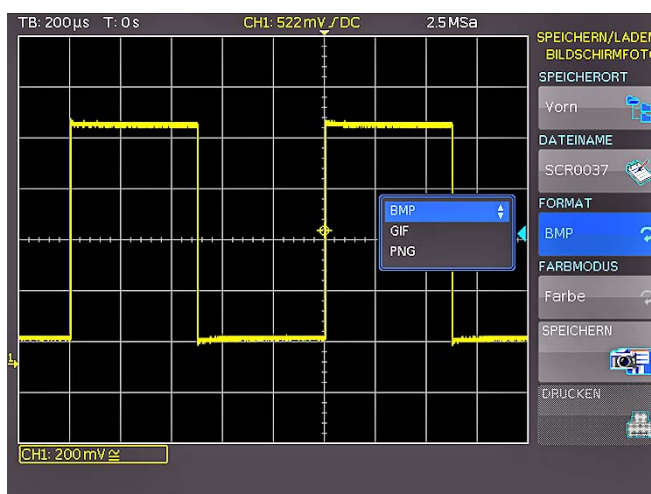 TB: 200µs T: 0s CH1: 522mV / DC 2.5MSa
SPEICHERN/LADEN
BILDSCHIRMFOTO
SPEICHERORT
Vorn
DATEINAME
SCR0037
FORMAT
BMP
BMP
GIF
PNG
FARBMODUS
Farbe
SPEICHERN
DRUCKEN
1
CH1: 200mV ≅